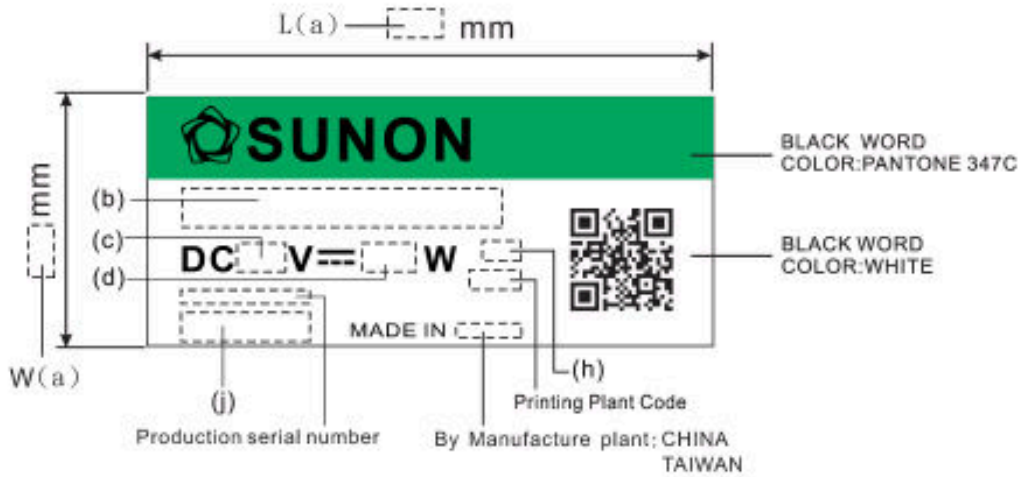 L(a) mm
SUNON
BLACK WORD
COLOR:PANTONE 347C
mm
(b)
(c)
DC V W
(d)
BLACK WORD
COLOR:WHITE
MADE IN
W(a)
(j)
(h)
Printing Plant Code
Production serial number
By Manufacture plant: CHINA
TAIWAN